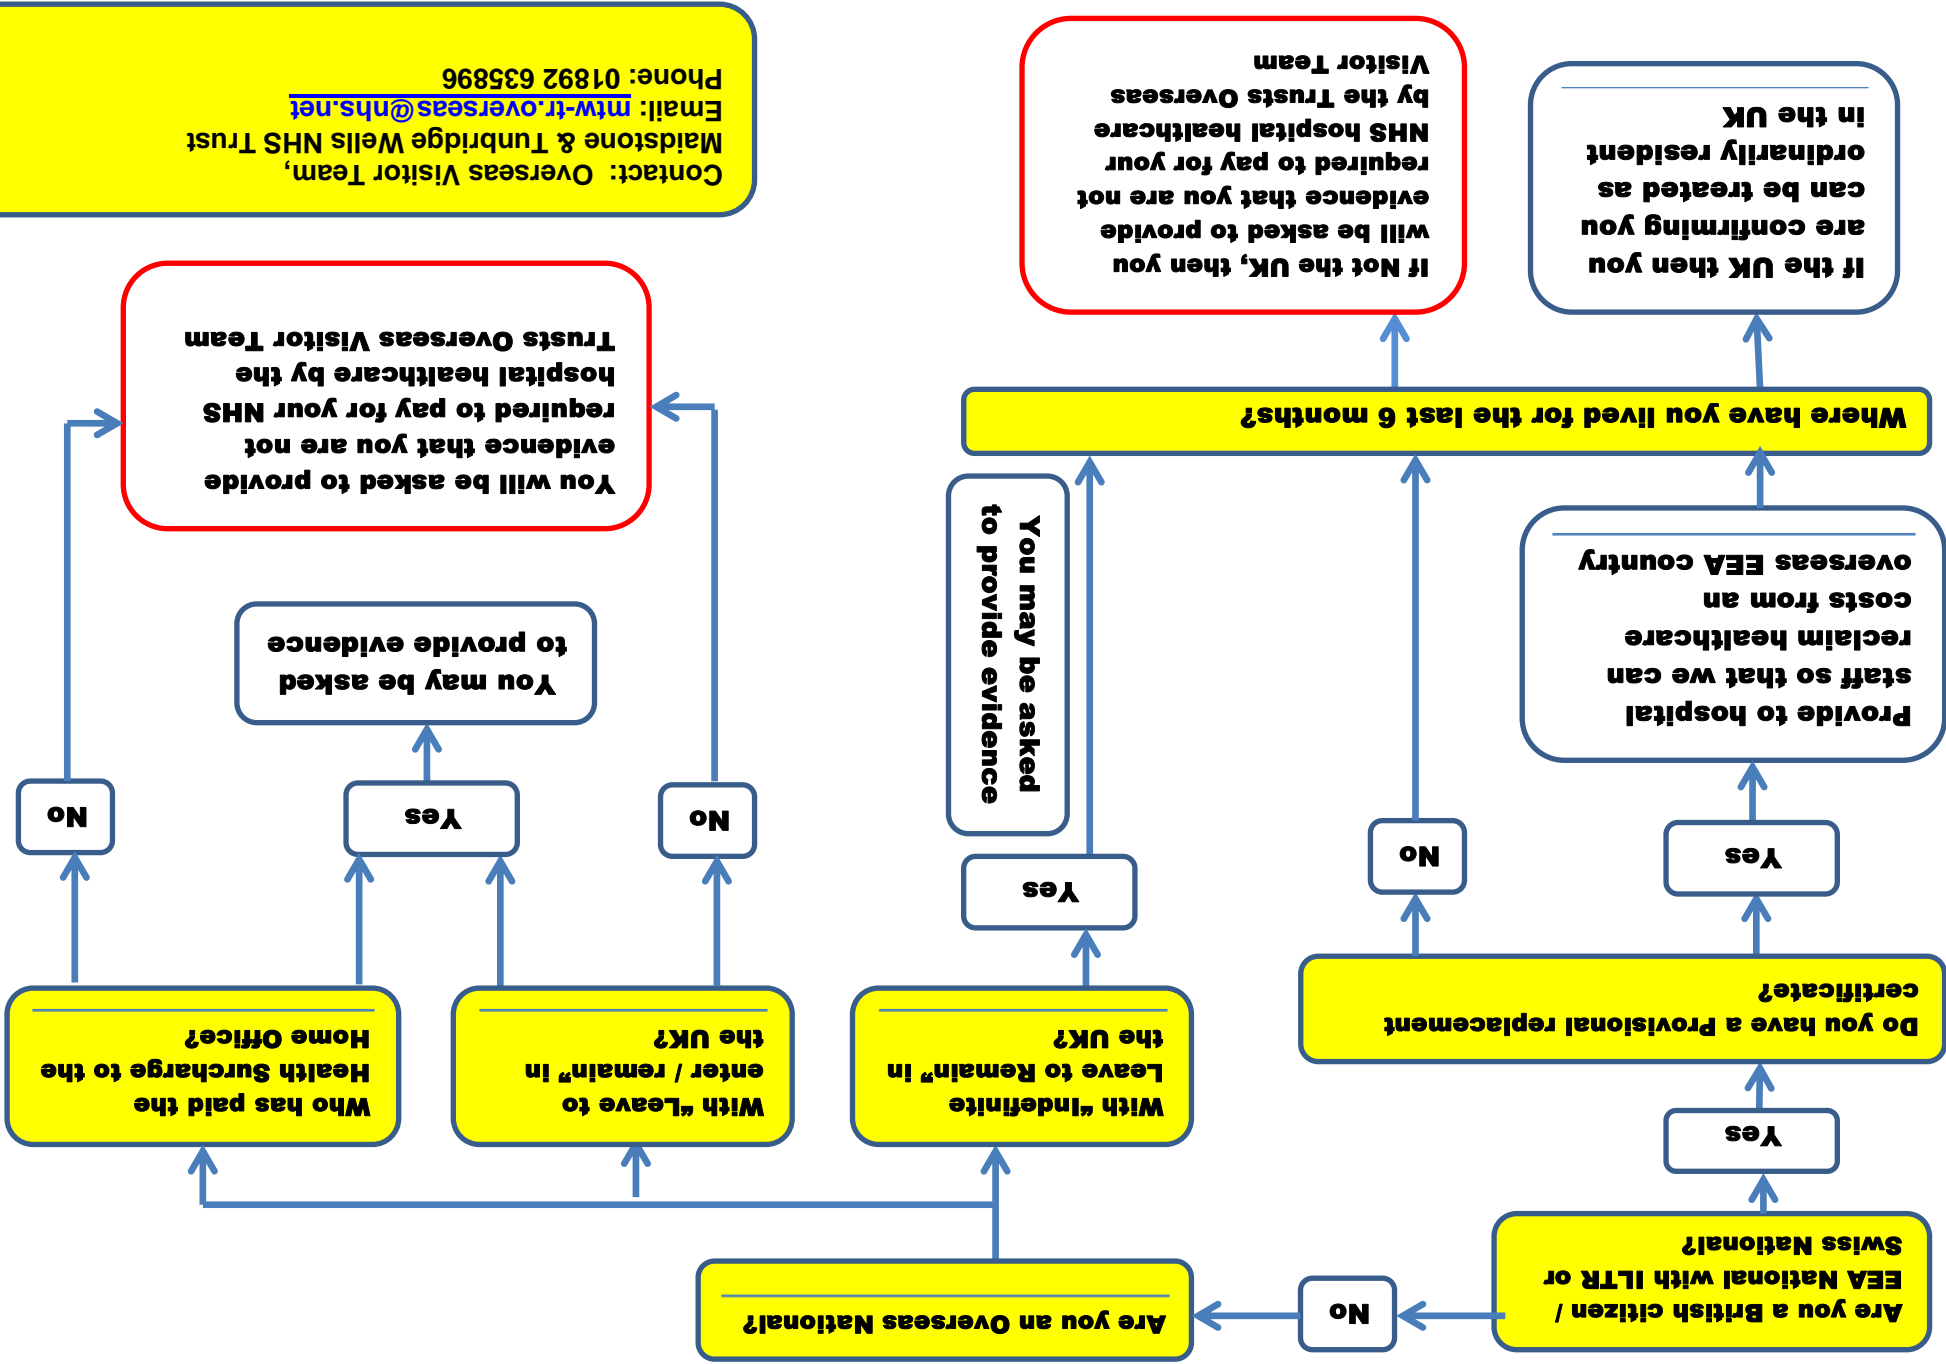 Are you a British citizen /
EEA National with ILTR or
Swiss National?
No
Are you an Overseas National?
Yes
Do you have a Provisional replacement
certificate?
With “Indefinite
Leave to Remain” in
the UK?
With “Leave to
enter / remain” in
the UK?
Who has paid the
Health Surcharge to the
Home Office?
Yes
No
Yes
No
Yes
No
Provide to hospital
staff so that we can
reclaim healthcare
costs from an
overseas EEA country
You may be asked
to provide evidence
You may be asked
to provide evidence
Where have you lived for the last 6 months?
You will be asked to provide
evidence that you are not
required to pay for your NHS
hospital healthcare by the
Trusts Overseas Visitor Team
If the UK then you
are confirming you
can be treated as
ordinarily resident
in the UK
If Not the UK, then you
will be asked to provide
evidence that you are not
required to pay for your
NHS hospital healthcare
by the Trusts Overseas
Visitor Team
Contact: Overseas Visitor Team,
Maidstone & Tunbridge Wells NHS Trust
Email: mtw-tr.overseas@nhs.net
Phone: 01892 635896